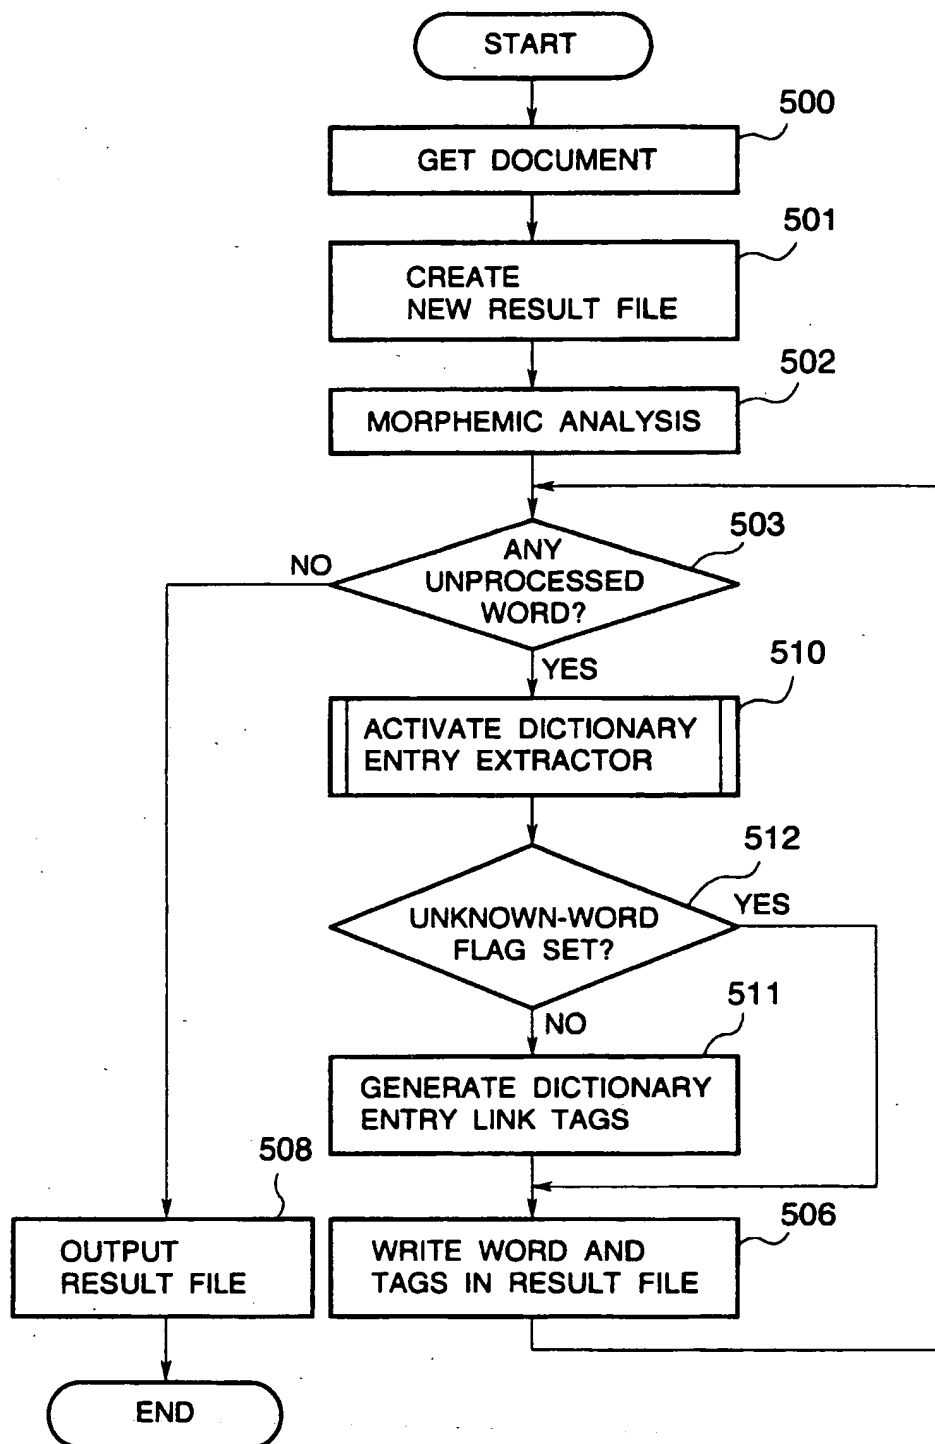 START
500
GET DOCUMENT
501
CREATE
NEW RESULT FILE
502
MORPHEMIC ANALYSIS
503
NO
ANY
UNPROCESSED
WORD?
YES
510
ACTIVATE DICTIONARY
ENTRY EXTRACTOR
512
YES
UNKNOWN-WORD
FLAG SET?
511
NO
GENERATE DICTIONARY
ENTRY LINK TAGS
508
506
OUTPUT
RESULT FILE
WRITE WORD AND
TAGS IN RESULT FILE
END